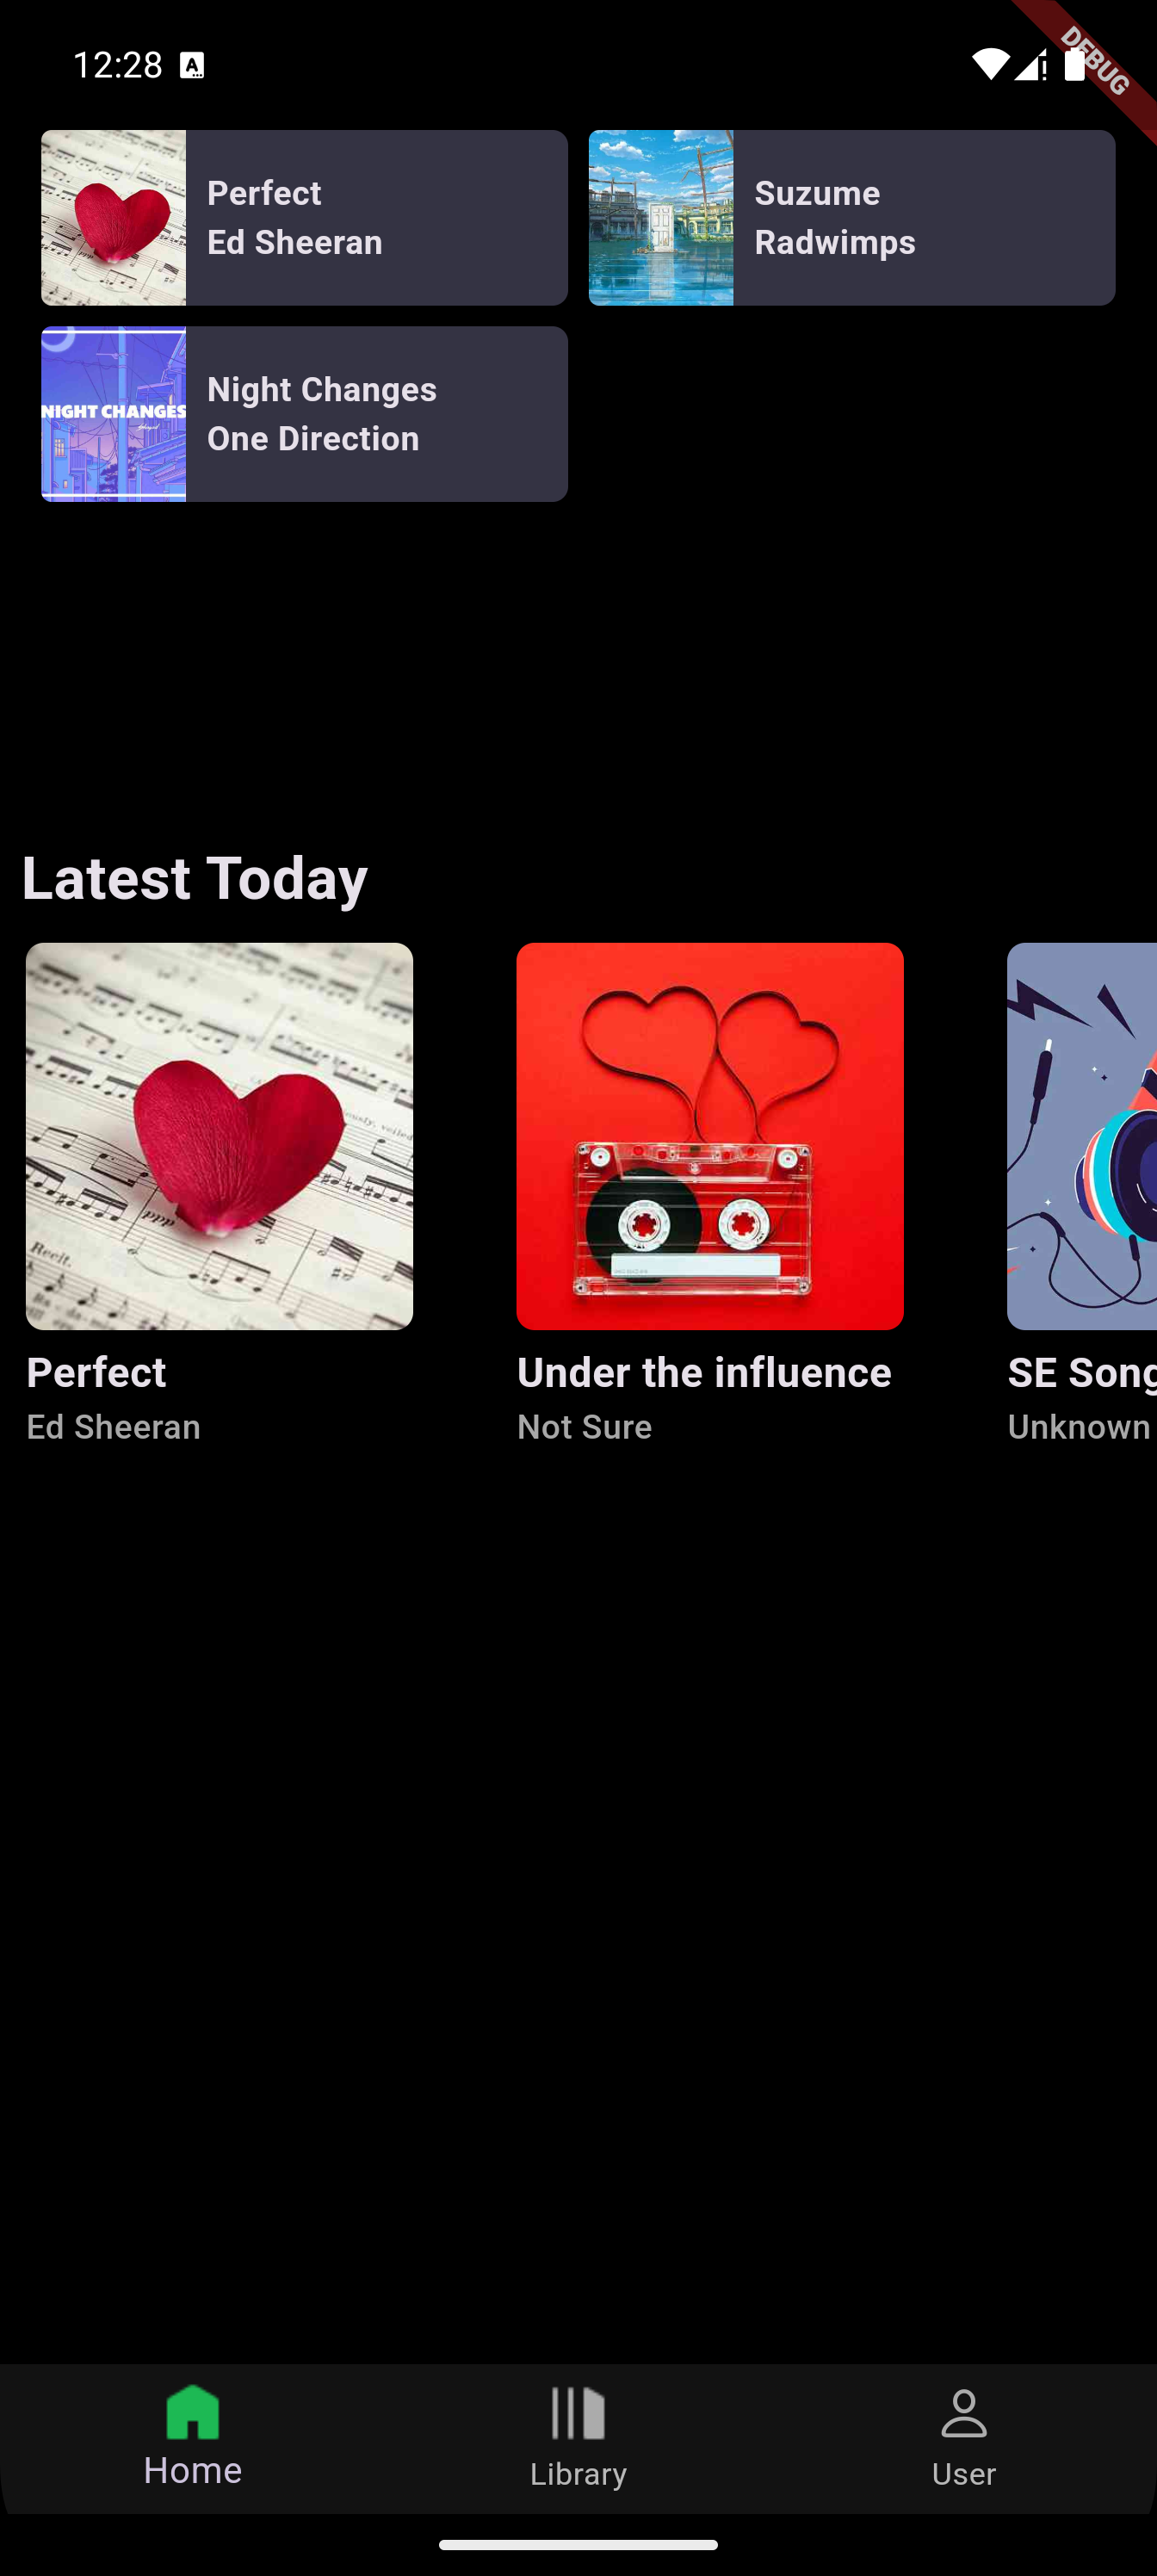 12:28
DEBUG
Perfect
Ed Sheeran
Suzume
Radwimps
NIGHT CHANGES
Night Changes
One Direction
Latest Today
ppp
Perfect
Ed Sheeran
Under the influence
Not Sure
SE Song
Unknown
Home
Library
User